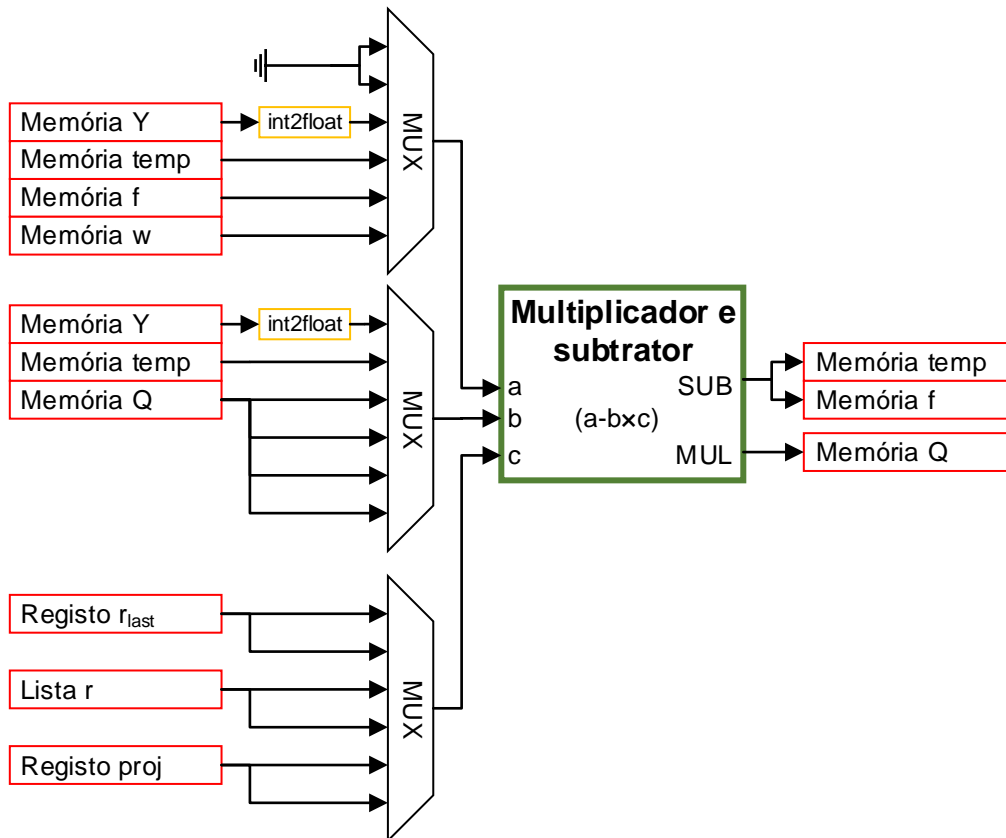 Memória Y
int2float
Memória temp
Memória f
Memória w
MUX
Memória Y
int2float
Memória temp
Memória Q
MUX
Registo rlast
Lista r
Registo proj
MUX
Multiplicador e
subtrator
a
SUB
b
(a-b×c)
c
MUL
Memória temp
Memória f
Memória Q